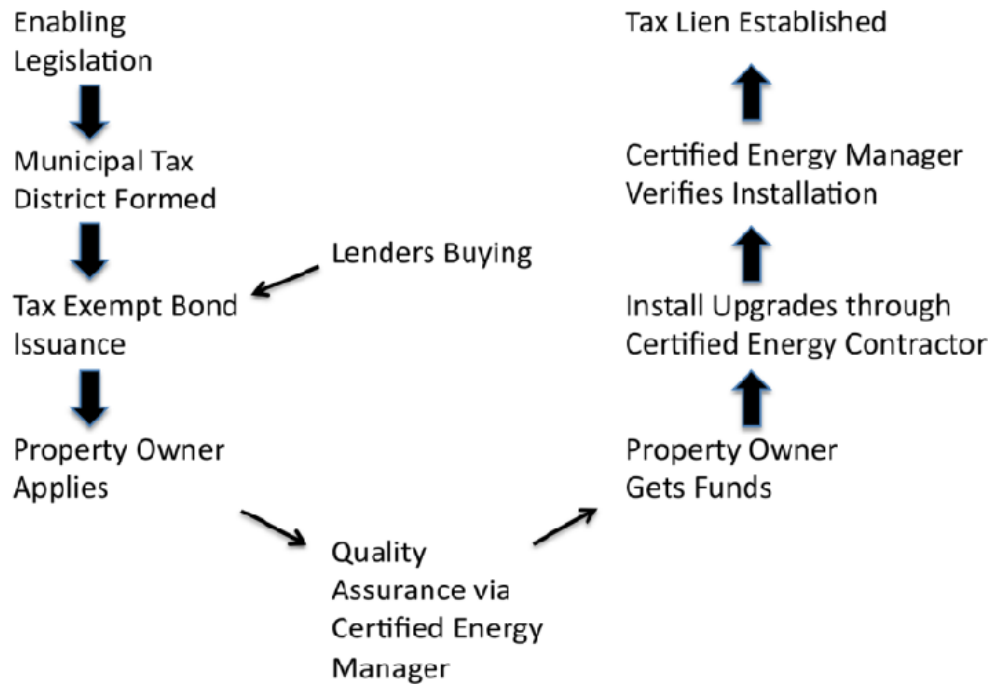 Enabling
Legislation
Municipal Tax
District Formed
Lenders Buying
Tax Exempt Bond
Issuance
Property Owner
Applies
Quality
Assurance via
Certified Energy
Manager
Property Owner
Gets Funds
Install Upgrades through
Certified Energy Contractor
Certified Energy Manager
Verifies Installation
Tax Lien Established